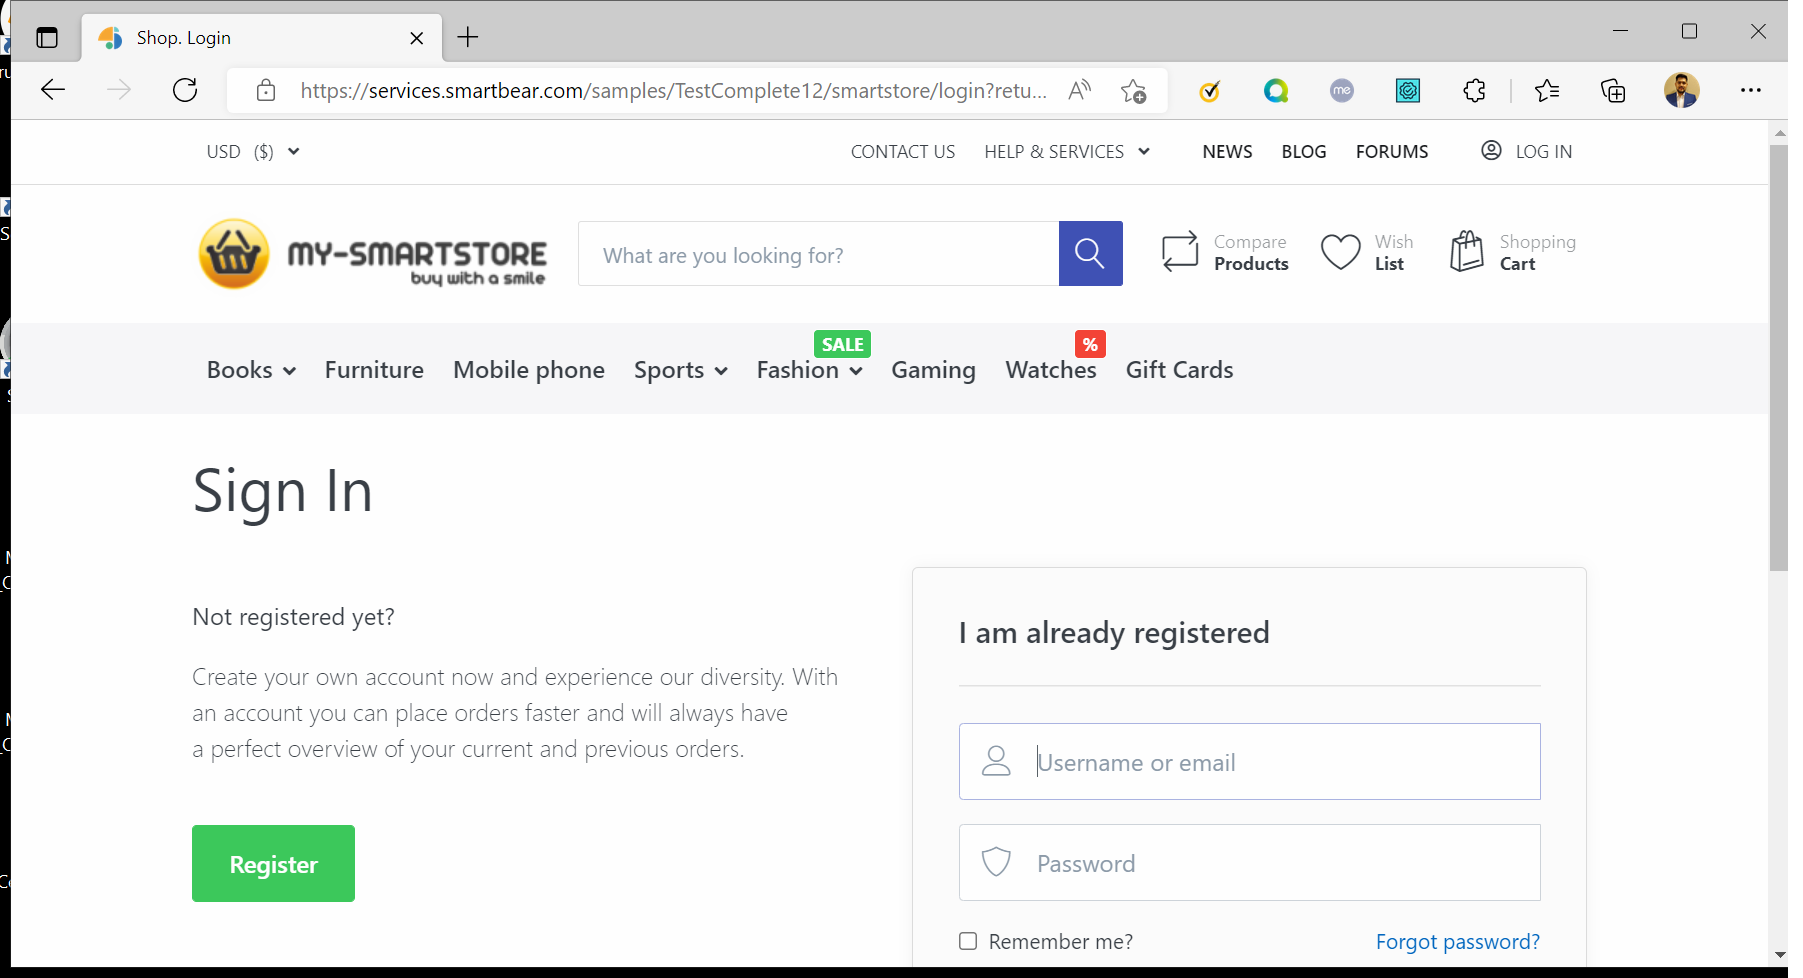 Shop. Login
https://services.smartbear.com/samples/TestComplete12/smartstore/login?retu...
me
USD ($)
CONTACT US
HELP & SERVICES
NEWS
BLOG
FORUMS
LOG IN
MY-SMARTSTORE
buy with a smile
What are you looking for?
Compare
Products
Wish
List
Shopping
Cart
SALE
%
Books
Furniture
Mobile phone
Sports
Fashion
Gaming
Watches
Gift Cards
Sign In
Not registered yet?
Create your own account now and experience our diversity. With
an account you can place orders faster and will always have
a perfect overview of your current and previous orders.
Register
I am already registered
Username or email
Password
Remember me?
Forgot password?